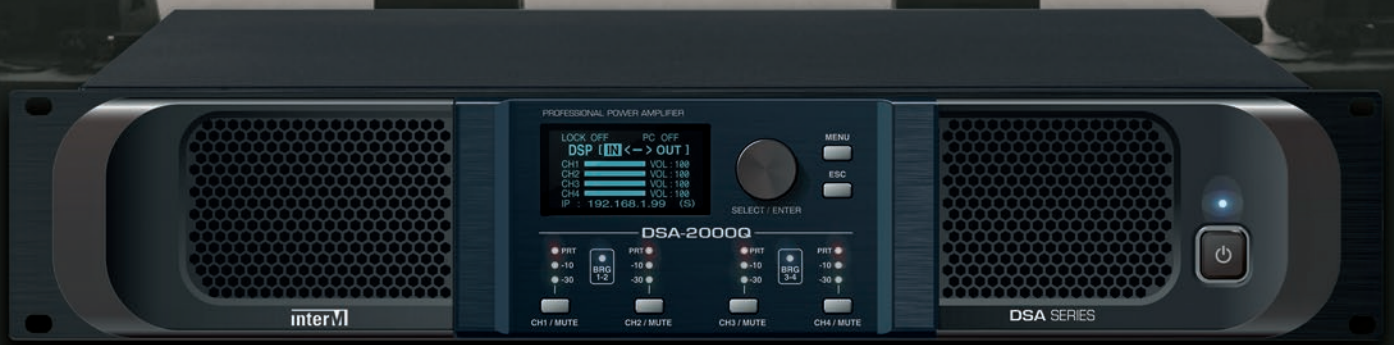 PROFESSIONAL POWER AMPLIFIER
LOCK OFF PC OFF
DSP [ IN <-> OUT ]
CH1 VOL:100
CH2 VOL:100
CH3 VOL:100
CH4 VOL:100
IP : 192.168.1.99 (S)
MENU
ESC
SELECT / ENTER
DSA-2000Q
PRT PRT PRT PRT
-10 -10 -10 -10
BRG BRG
1-2 3-4
-30 -30 -30 -30
interM
DSA SERIES
CH1 / MUTE CH2 / MUTE CH3 / MUTE CH4 / MUTE